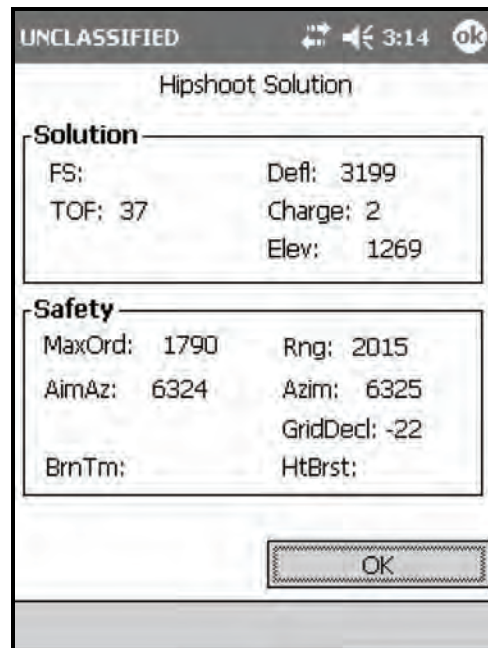 UNCLASSIFIED 3:14 ok
Hipshoot Solution
Solution
FS: Defl: 3199
TOF: 37 Charge: 2
Elev: 1269
Safety
MaxOrd: 1790 Rng: 2015
AimAz: 6324 Azim: 6325
GridDecl: -22
BrnTm: HtBrst:
OK